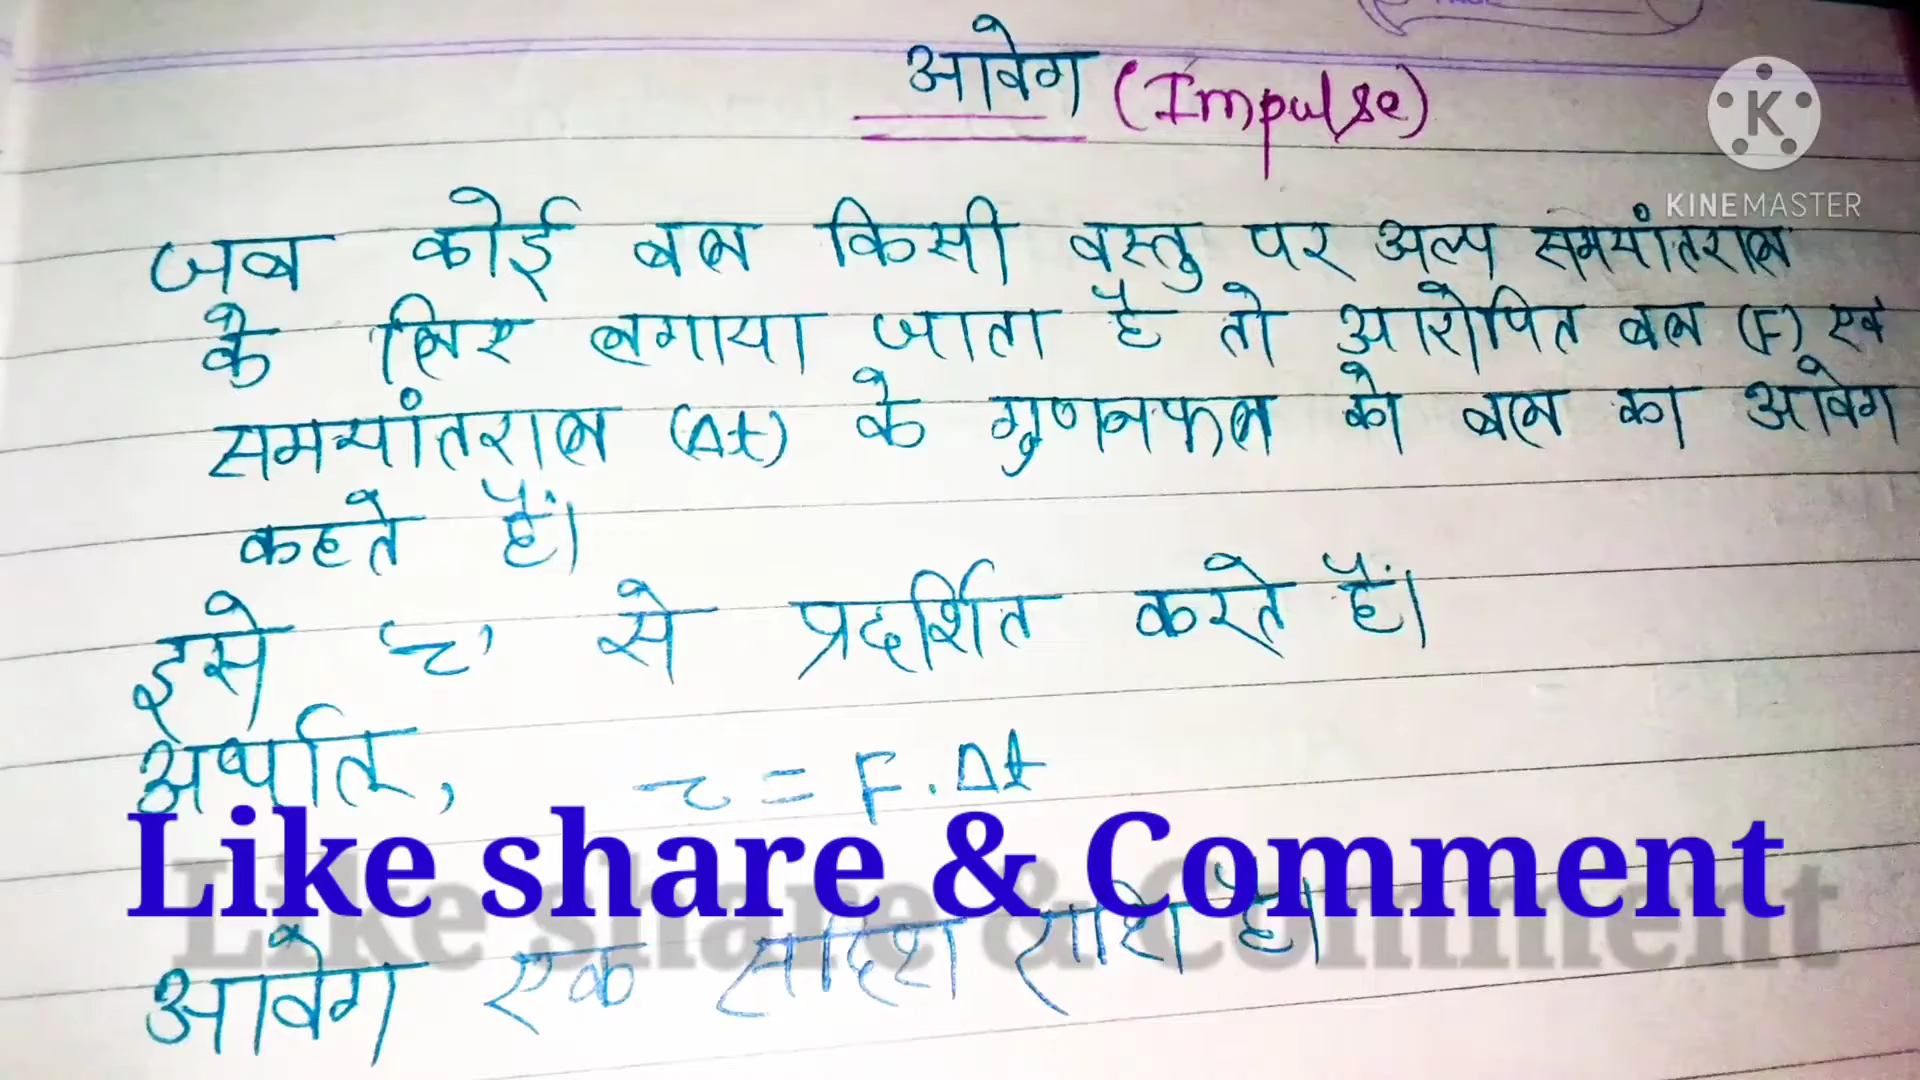 आवेग (Impulse)
K
KINEMASTER
जब कोई बल किसी वस्तु पर अल्प समयांतराल
के लिए लगाया जाता है तो आरोपित बल (F) एवं
समयांतराल (Δt) के गुणनफल को बल का आवेग
कहते हैं।
इसे 'τ' से प्रदर्शित करते हैं।
अर्थात, τ = F.Δt
Like share & Comment
आवेग एक सदिश राशि है।